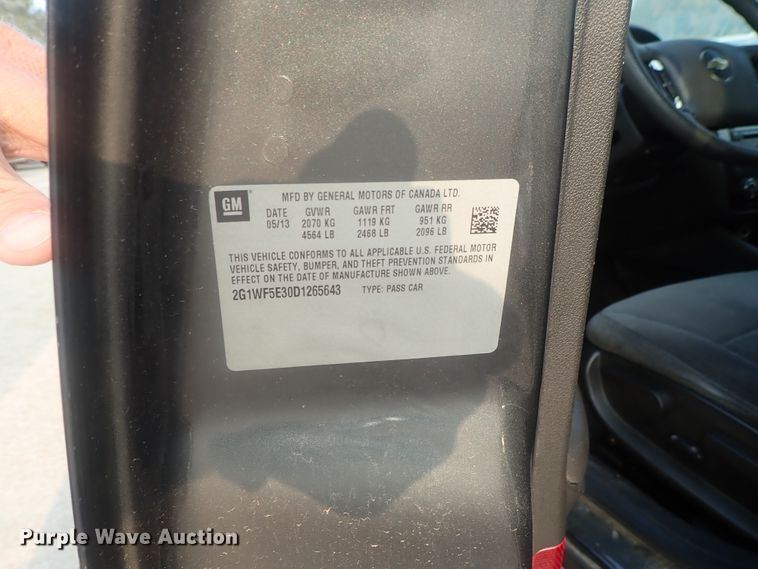 GM
MFD BY GENERAL MOTORS OF CANADA LTD.
DATE GVWR GAWR FRT GAWR RR
05/13 2070 KG 1119 KG 951 KG
4564 LB 2468 LB 2096 LB
THIS VEHICLE CONFORMS TO ALL APPLICABLE U.S. FEDERAL MOTOR
VEHICLE SAFETY, BUMPER, AND THEFT PREVENTION STANDARDS IN
EFFECT ON THE DATE OF MANUFACTURE SHOWN ABOVE.
2G1WF5E30D1265643 TYPE: PASS CAR
Purple Wave Auction